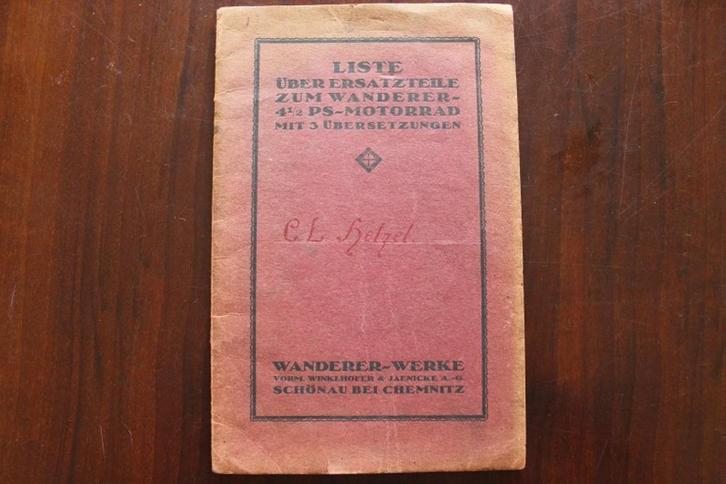 LISTE
ÜBER ERSATZTEILE
ZUM WANDERER-
4½ PS-MOTORRAD
MIT 3 ÜBERSETZUNGEN
C L Hetzel
WANDERER-WERKE
VORM. WINKLHOFER & JAENICKE A.-G.
SCHÖNAU BEI CHEMNITZ